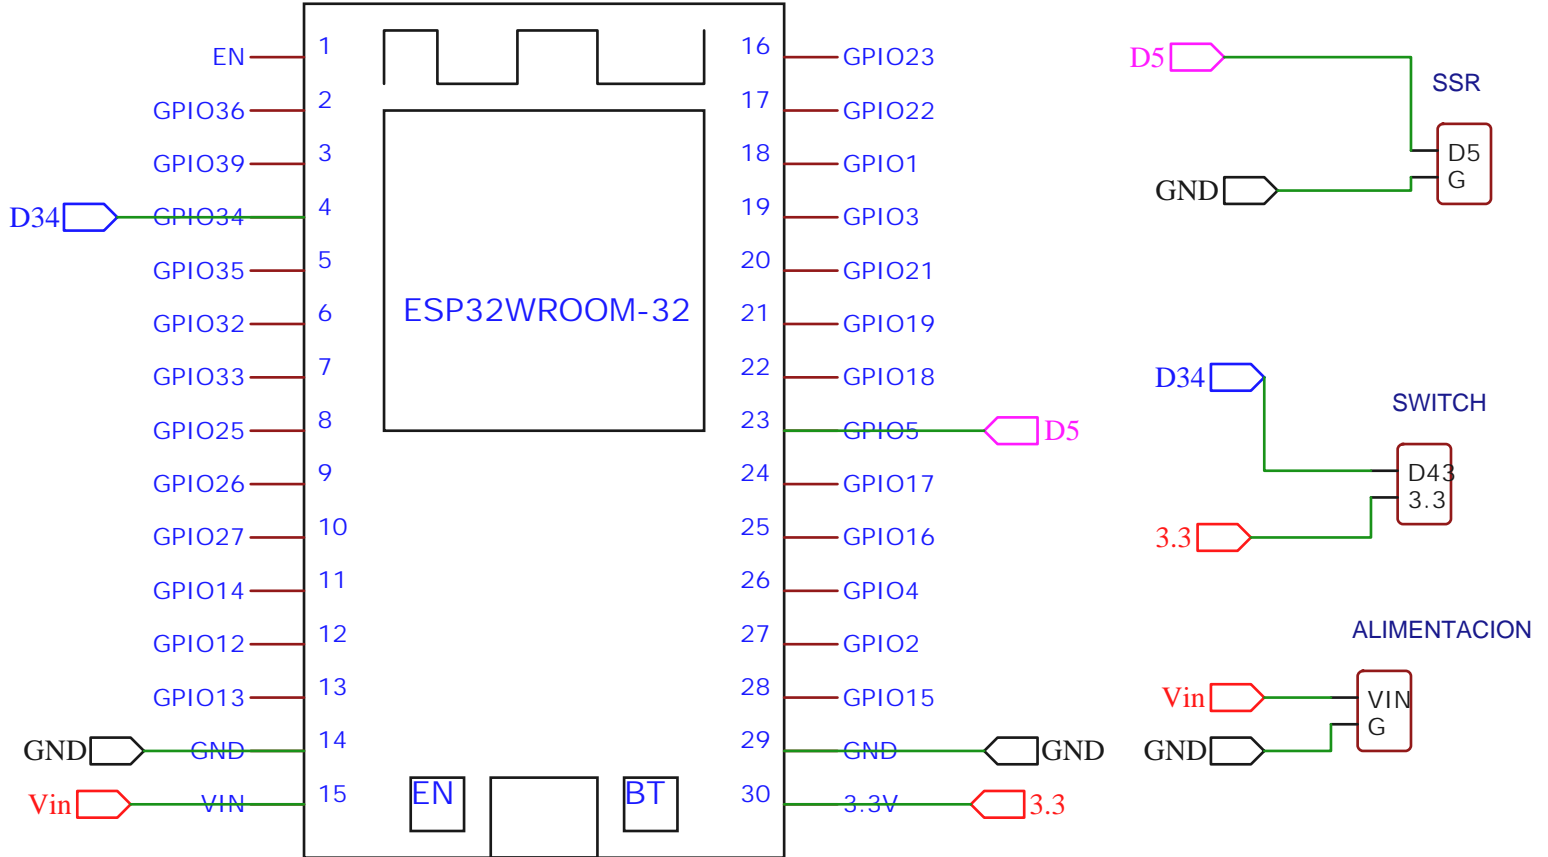 EN 1 16 GPIO23
GPIO36 2 17 GPIO22
GPIO39 3 18 GPIO1
D34 GPIO34 4 19 GPIO3
GPIO35 5 20 GPIO21
GPIO32 6 21 GPIO19
GPIO33 7 22 GPIO18
GPIO25 8 23 GPIO5 D5
GPIO26 9 24 GPIO17
GPIO27 10 25 GPIO16
GPIO14 11 26 GPIO4
GPIO12 12 27 GPIO2
GPIO13 13 28 GPIO15
GND GND 14 29 GND GND
Vin VIN 15 30 3.3V 3.3
ESP32WROOM-32
EN BT
D5
SSR
D5
GND G
D34
SWITCH
D43
3.3
3.3
ALIMENTACION
Vin VIN
G
GND